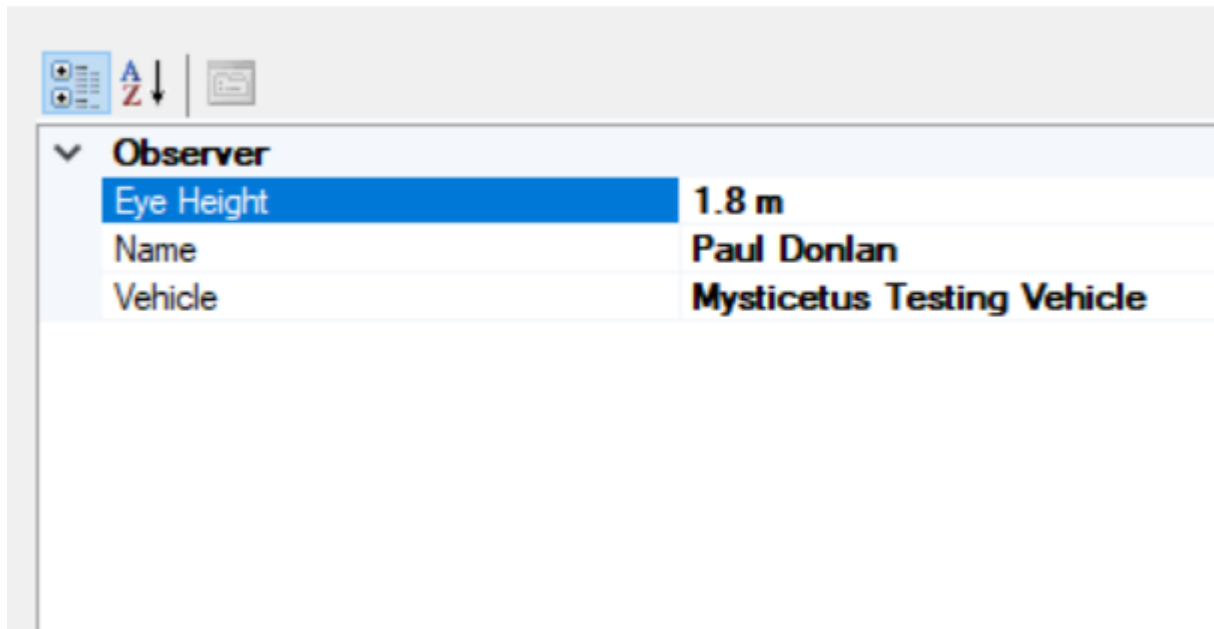 A
Z
Observer
Eye Height 1.8 m
Name Paul Donlan
Vehicle Mysticetus Testing Vehicle